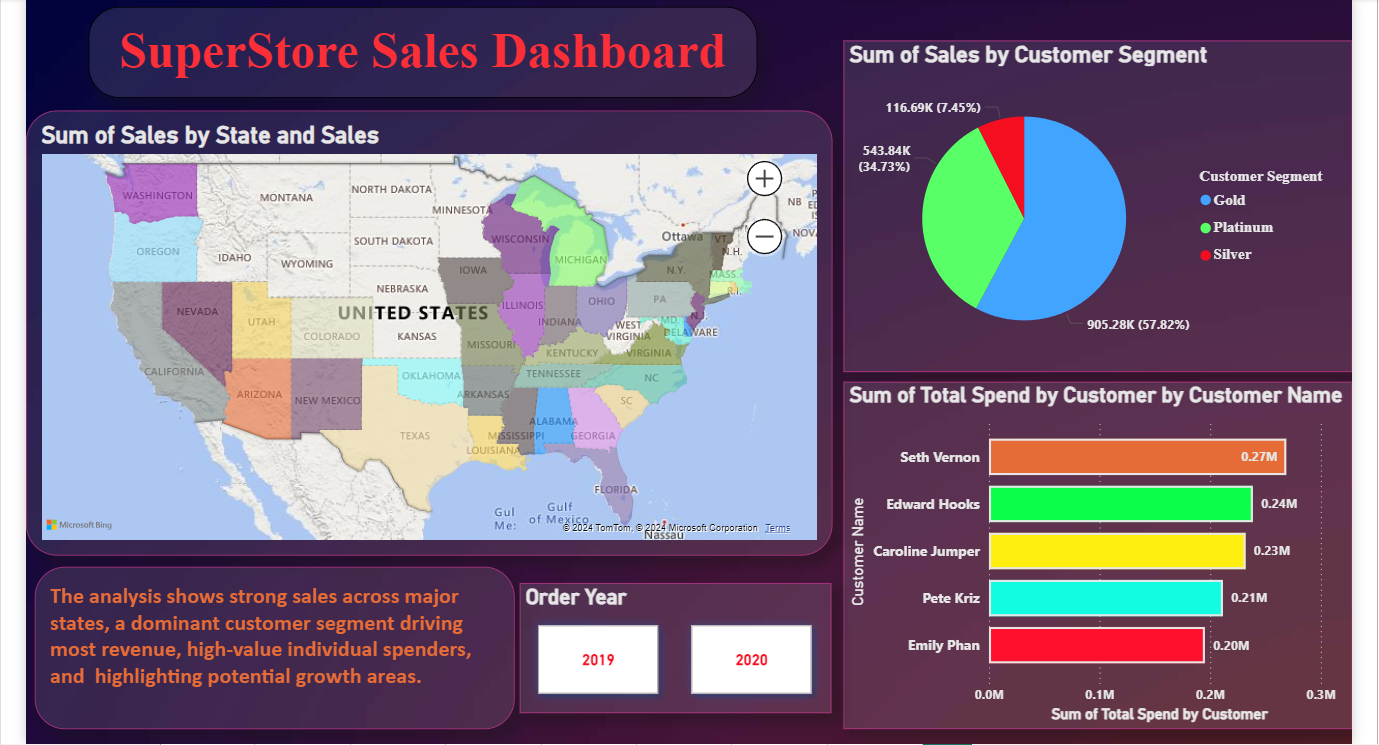 SuperStore Sales Dashboard
Sum of Sales by State and Sales
WASHINGTON
MONTANA
NORTH DAKOTA
MINNESOTA
OREGON
IDAHO
WYOMING
SOUTH DAKOTA
WISCONSIN
MICHIGAN
Ottawa
NB
VT.
N.H.
N.Y.
MASS.
R.I.
NEBRASKA
IOWA
NEVADA
UTAH
COLORADO
UNITED STATES
KANSAS
ILLINOIS
INDIANA
OHIO
PA
N.J.
MD.
DELAWARE
WEST
VIRGINIA
MISSOURI
KENTUCKY
VIRGINIA
CALIFORNIA
ARIZONA
NEW MEXICO
OKLAHOMA
ARKANSAS
TENNESSEE
NC
SC
TEXAS
LOUISIANA
MISSISSIPPI
ALABAMA
GEORGIA
FLORIDA
Gul
Me:
Gulf
of Mexico
Nassau
Microsoft Bing
© 2024 TomTom, © 2024 Microsoft Corporation Terms
The analysis shows strong sales across major
states, a dominant customer segment driving
most revenue, high-value individual spenders,
and highlighting potential growth areas.
Order Year
2019
2020
Sum of Sales by Customer Segment
116.69K (7.45%)
543.84K
(34.73%)
905.28K (57.82%)
Customer Segment
Gold
Platinum
Silver
Sum of Total Spend by Customer by Customer Name
Customer Name
Seth Vernon 0.27M
Edward Hooks 0.24M
Caroline Jumper 0.23M
Pete Kriz 0.21M
Emily Phan 0.20M
0.0M 0.1M 0.2M 0.3M
Sum of Total Spend by Customer